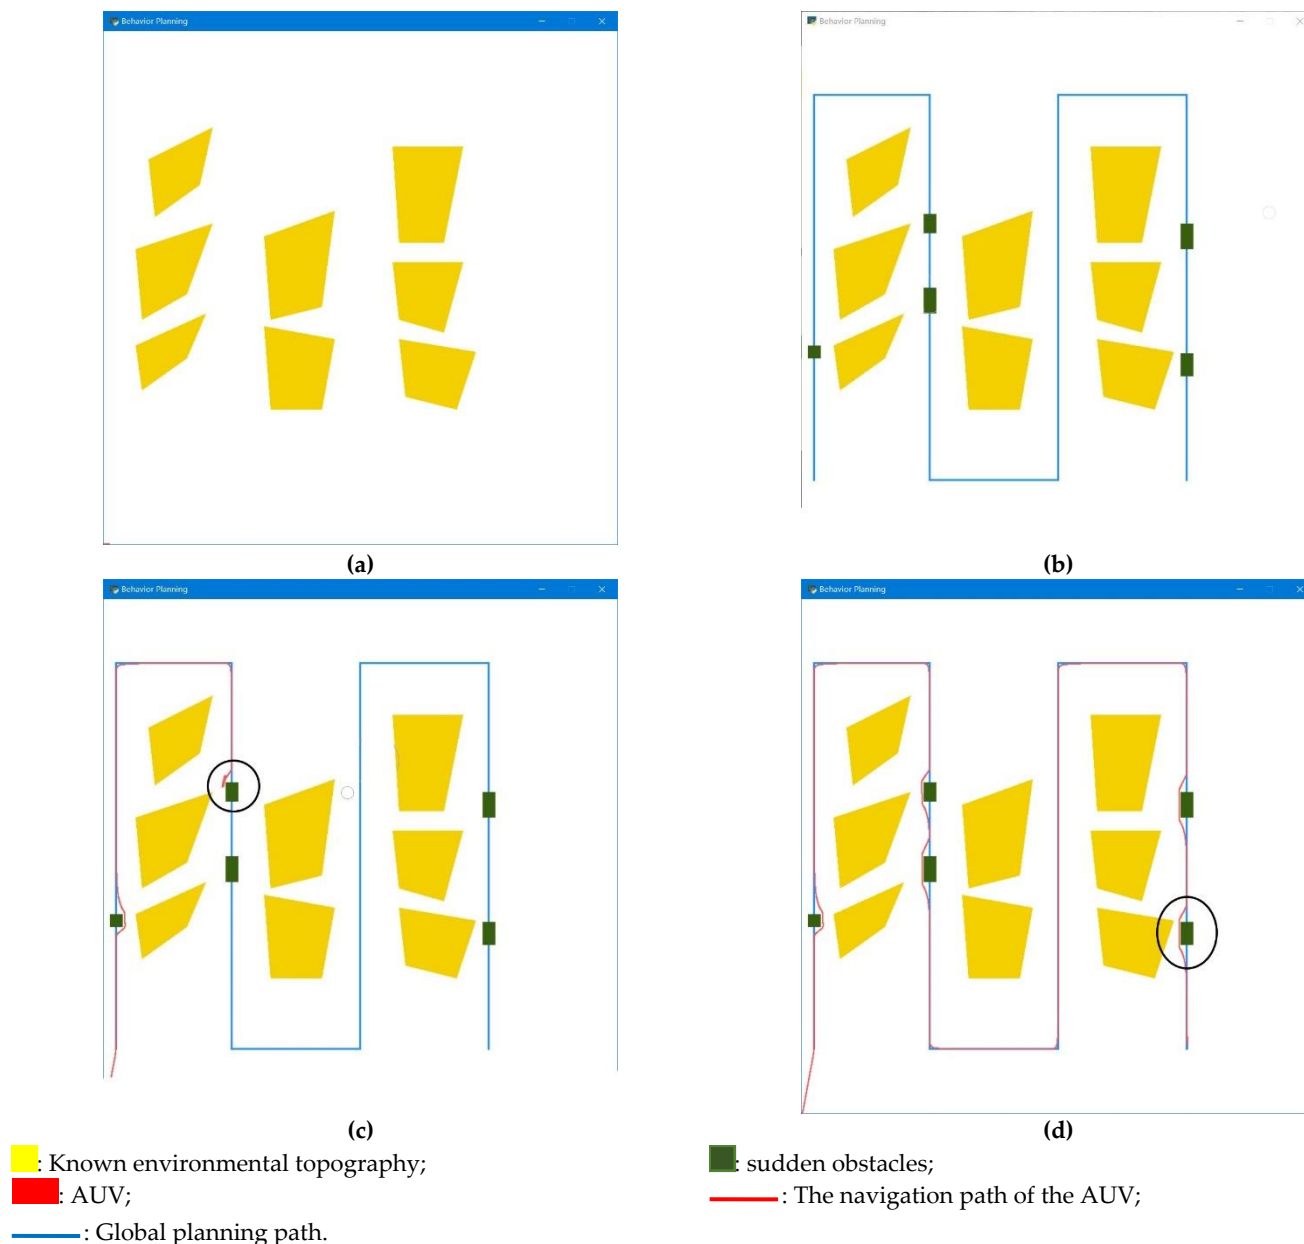 Behavior Planning
Behavior Planning
(a)
(b)
Behavior Planning
Behavior Planning
(c)
(d)
: Known environmental topography;
: sudden obstacles;
: AUV;
: The navigation path of the AUV;
: Global planning path.